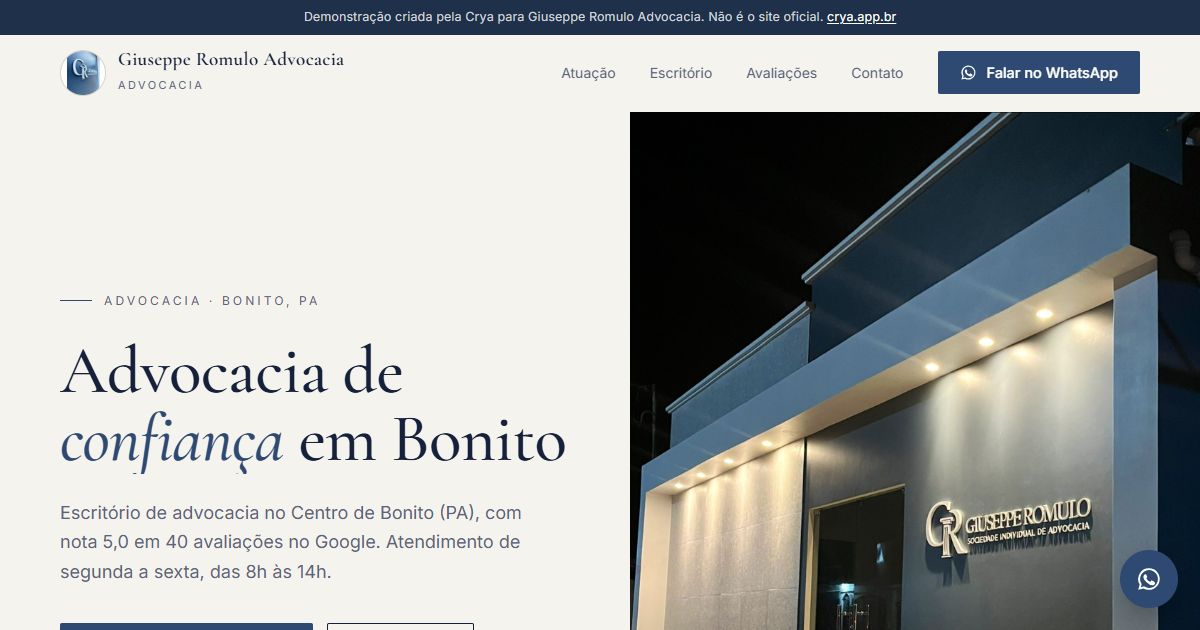 Demonstração criada pela Crya para Giuseppe Romulo Advocacia. Não é o site oficial. crya.app.br
Giuseppe Romulo Advocacia
ADVOCACIA
Atuação
Escritório
Avaliações
Contato
Falar no WhatsApp
ADVOCACIA · BONITO, PA
Advocacia de
confiança em Bonito
Escritório de advocacia no Centro de Bonito (PA), com
nota 5,0 em 40 avaliações no Google. Atendimento de
segunda a sexta, das 8h às 14h.
GR GIUSEPPE ROMULO
SOCIEDADE INDIVIDUAL DE ADVOCACIA